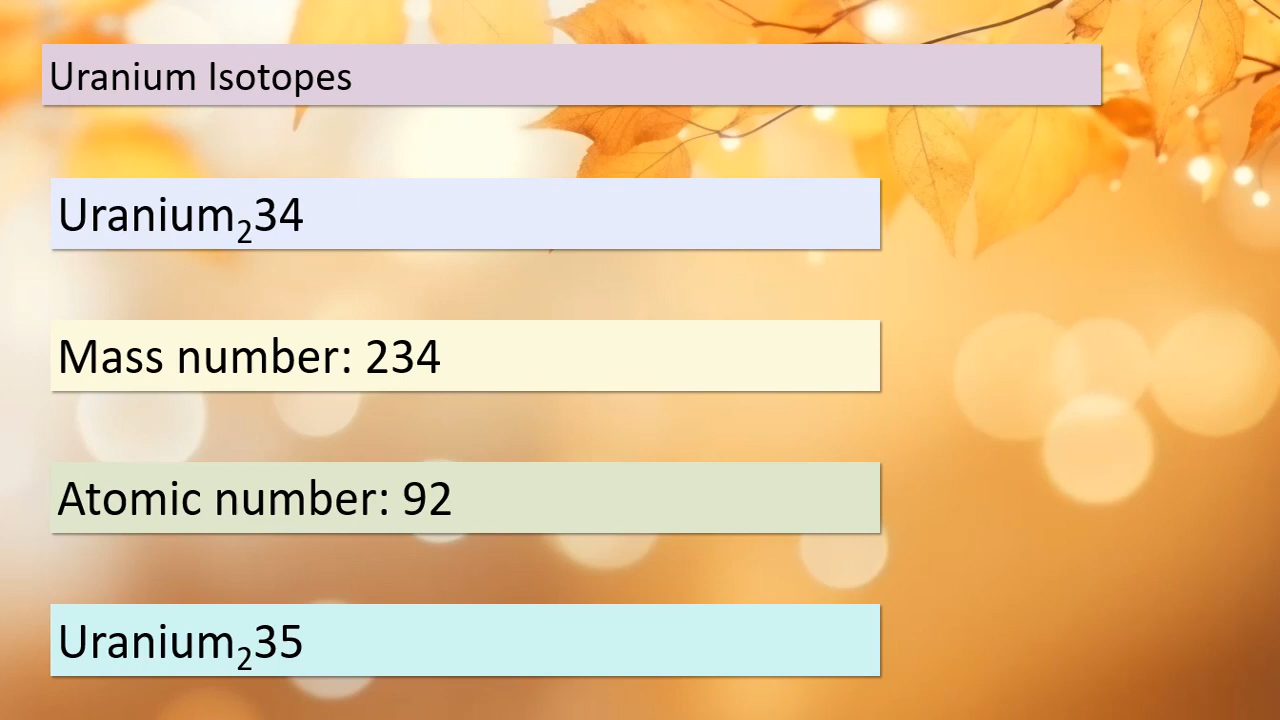 Uranium Isotopes
Uranium₂34
Mass number: 234
Atomic number: 92
Uranium₂35